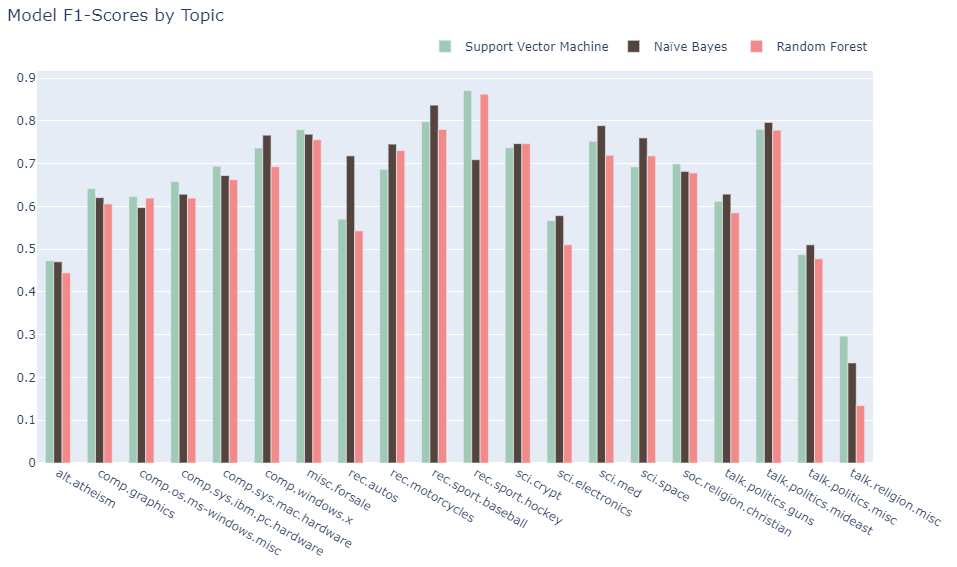 Model F1-Scores by Topic
Support Vector Machine Naïve Bayes Random Forest
0.9
0.8
0.7
0.6
0.5
0.4
0.3
0.2
0.1
0
alt.atheism
comp.graphics
comp.os.ms-windows.misc
comp.sys.ibm.pc.hardware
comp.sys.mac.hardware
comp.windows.x
misc.forsale
rec.autos
rec.motorcycles
rec.sport.baseball
rec.sport.hockey
sci.crypt
sci.electronics
sci.med
sci.space
soc.religion.christian
talk.politics.guns
talk.politics.mideast
talk.politics.misc
talk.religion.misc